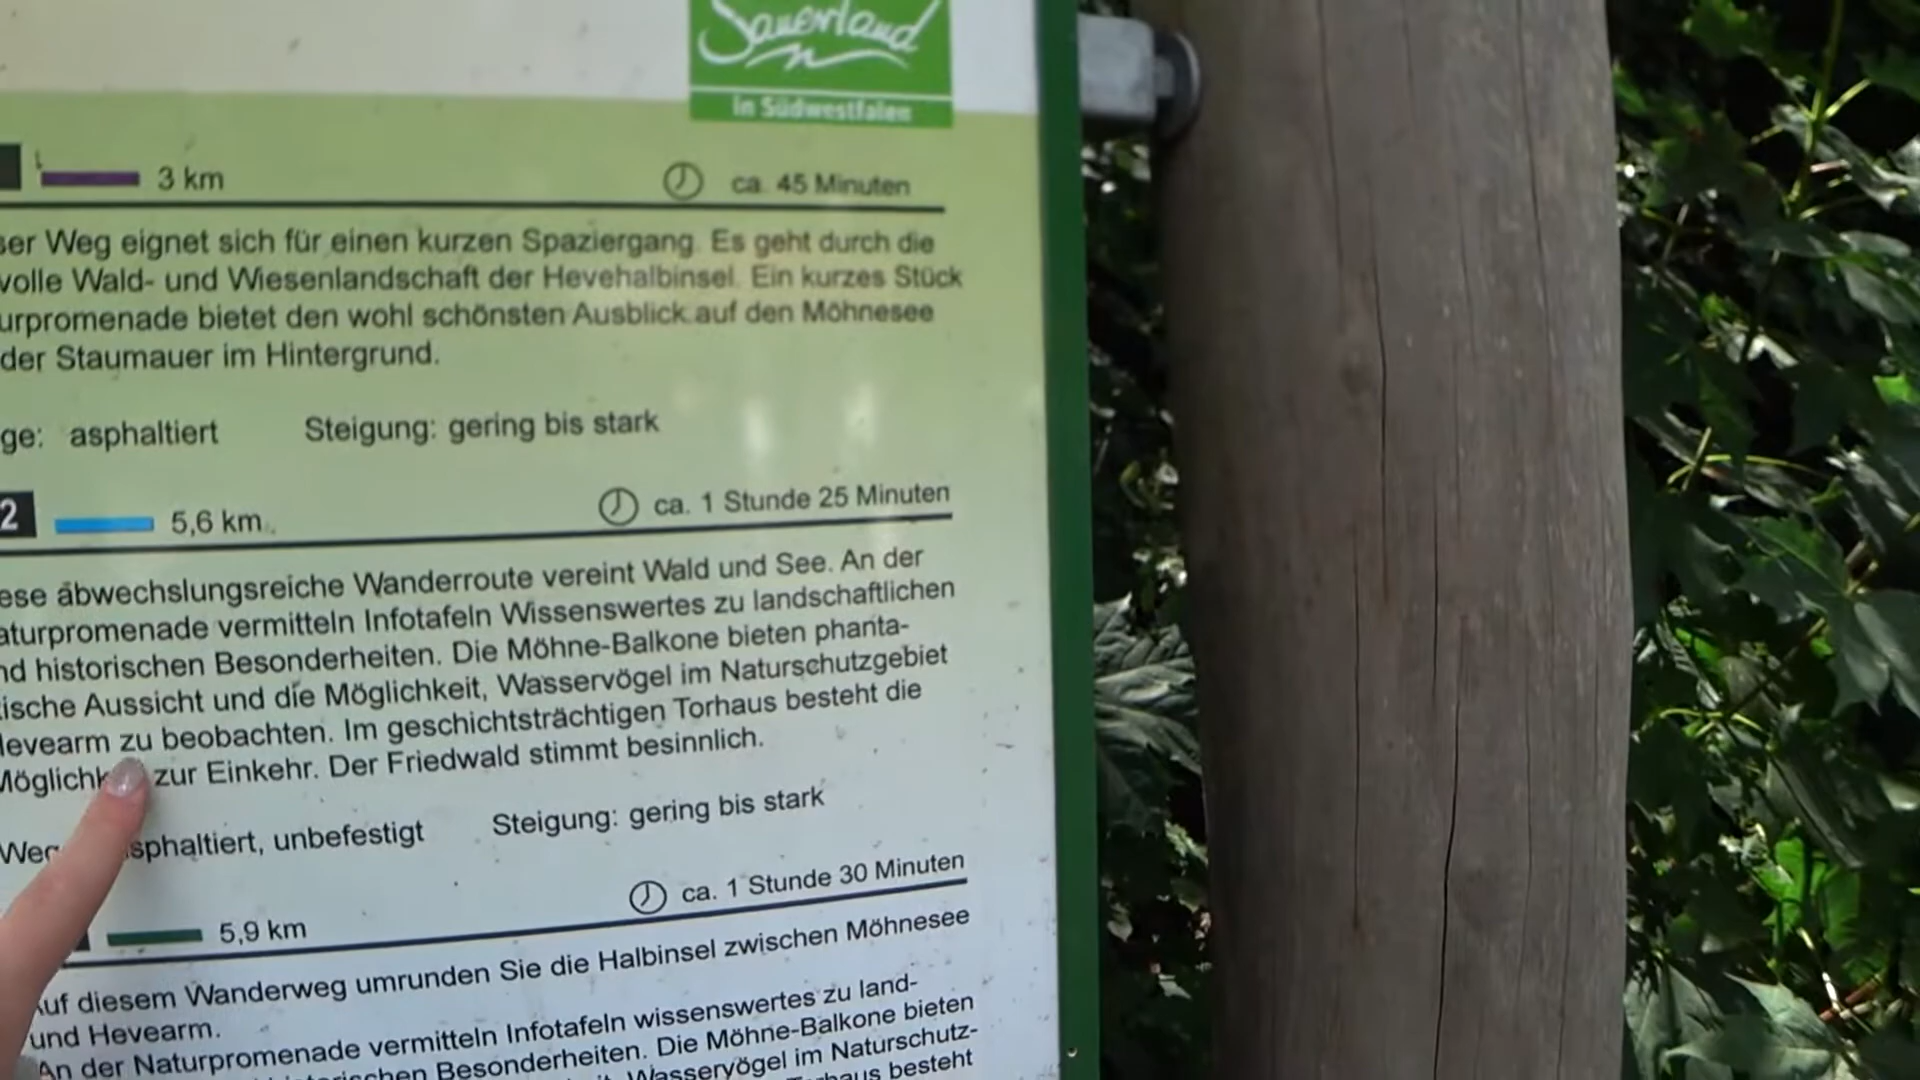 Sauerland
in Südwestfalen
3 km ca. 45 Minuten
ser Weg eignet sich für einen kurzen Spaziergang. Es geht durch die
volle Wald- und Wiesenlandschaft der Hevehalbinsel. Ein kurzes Stück
urpromenade bietet den wohl schönsten Ausblick auf den Möhnesee
der Staumauer im Hintergrund.
ge: asphaltiert Steigung: gering bis stark
2 5,6 km ca. 1 Stunde 25 Minuten
ese abwechslungsreiche Wanderroute vereint Wald und See. An der
aturpromenade vermitteln Infotafeln Wissenswertes zu landschaftlichen
nd historischen Besonderheiten. Die Möhne-Balkone bieten phanta-
tische Aussicht und die Möglichkeit, Wasservögel im Naturschutzgebiet
Hevearm zu beobachten. Im geschichtsträchtigen Torhaus besteht die
Möglichk zur Einkehr. Der Friedwald stimmt besinnlich.
Weg sphaltiert, unbefestigt Steigung: gering bis stark
5,9 km ca. 1 Stunde 30 Minuten
Auf diesem Wanderweg umrunden Sie die Halbinsel zwischen Möhnesee
und Hevearm.
An der Naturpromenade vermitteln Infotafeln wissenswertes zu land-
rischen Besonderheiten. Die Möhne-Balkone bieten
Wasservögel im Naturschutz-
rhaus besteht